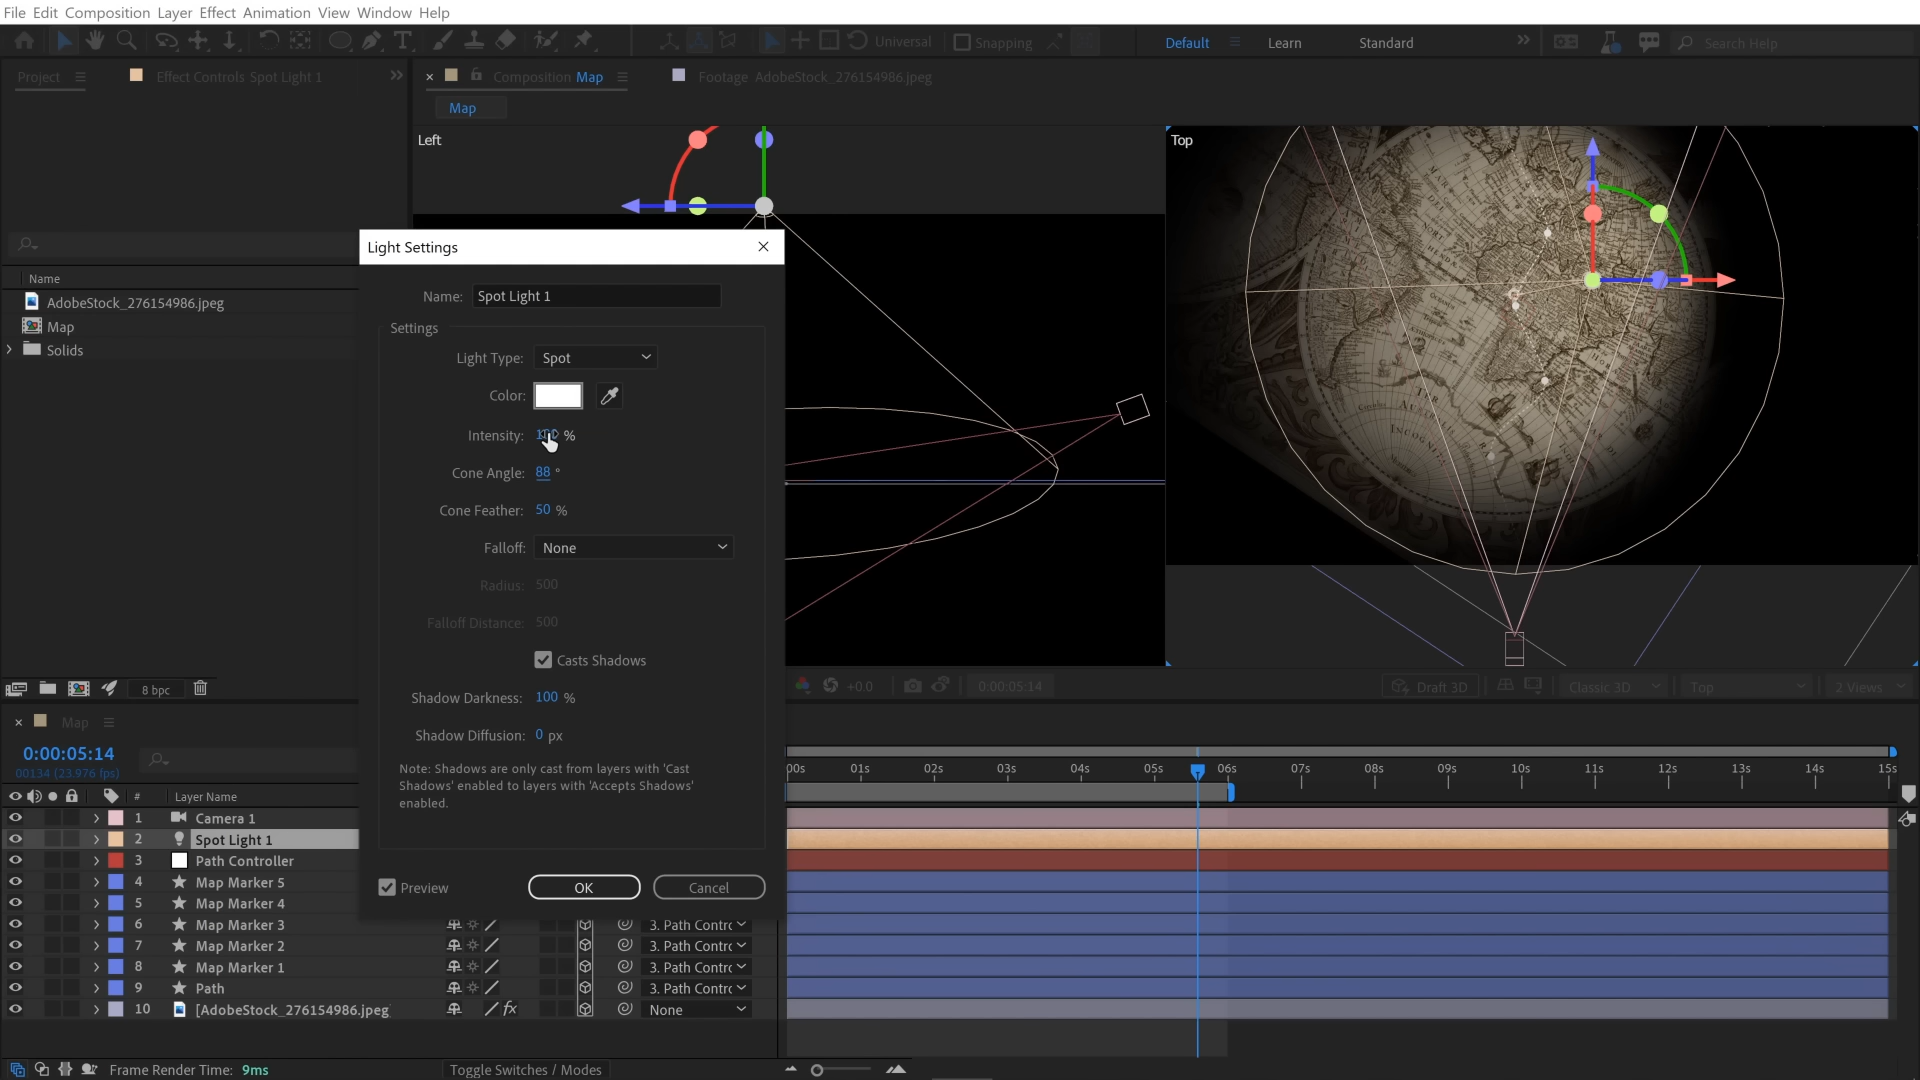 File Edit Composition Layer Effect Animation View Window Help
Universal
Snapping
Default
Learn
Standard
Search Help
Project
Effect Controls Spot Light 1
Composition Map
Footage AdobeStock_276154986.jpeg
Map
Left
Top
Light Settings
Name: Spot Light 1
Settings
Light Type: Spot
Color:
Intensity: %
Cone Angle: 88 °
Cone Feather: 50 %
Falloff: None
Radius: 500
Falloff Distance: 500
Casts Shadows
Shadow Darkness: 100 %
Shadow Diffusion: 0 px
Note: Shadows are only cast from layers with 'Cast
Shadows' enabled to layers with 'Accepts Shadows'
enabled.
Preview
OK
Cancel
Name
AdobeStock_276154986.jpeg
Map
Solids
8 bpc
+0.0
0:00:05:14
Draft 3D
Classic 3D
Top
2 Views
Map
0:00:05:14
00134 (23.976 fps)
# Layer Name
00s 01s 02s 03s 04s 05s 06s 07s 08s 09s 10s 11s 12s 13s 14s 15s
1 Camera 1
2 Spot Light 1
3 Path Controller
4 Map Marker 5
5 Map Marker 4
6 Map Marker 3 3. Path Contrc
7 Map Marker 2 3. Path Contrc
8 Map Marker 1 3. Path Contrc
9 Path 3. Path Contrc
10 [AdobeStock_276154986.jpeg fx None
Frame Render Time: 9ms
Toggle Switches / Modes